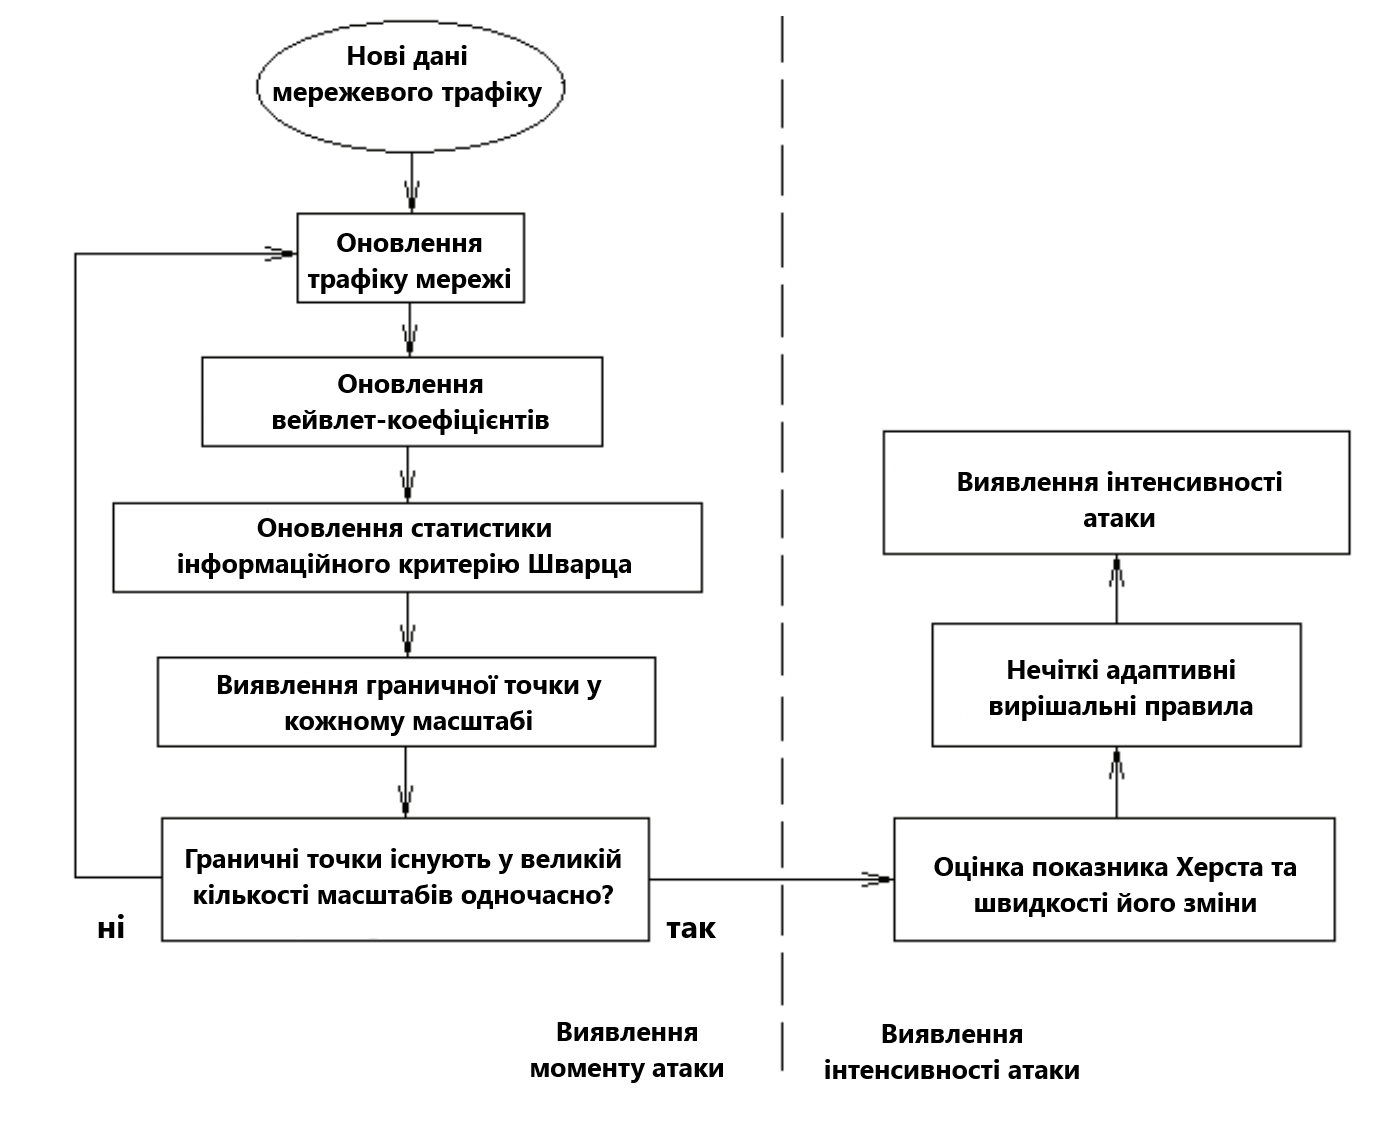 Нові дані
мережевого трафіку
Оновлення
трафіку мережі
Оновлення
вейвлет-коефіцієнтів
Оновлення статистики
інформаційного критерію Шварца
Виявлення граничної точки у
кожному масштабі
Граничні точки існують у великій
кількості масштабів одночасно?
ні
так
Виявлення
моменту атаки
Виявлення інтенсивності
атаки
Нечіткі адаптивні
вирішальні правила
Оцінка показника Херста та
швидкості його зміни
Виявлення
інтенсивності атаки